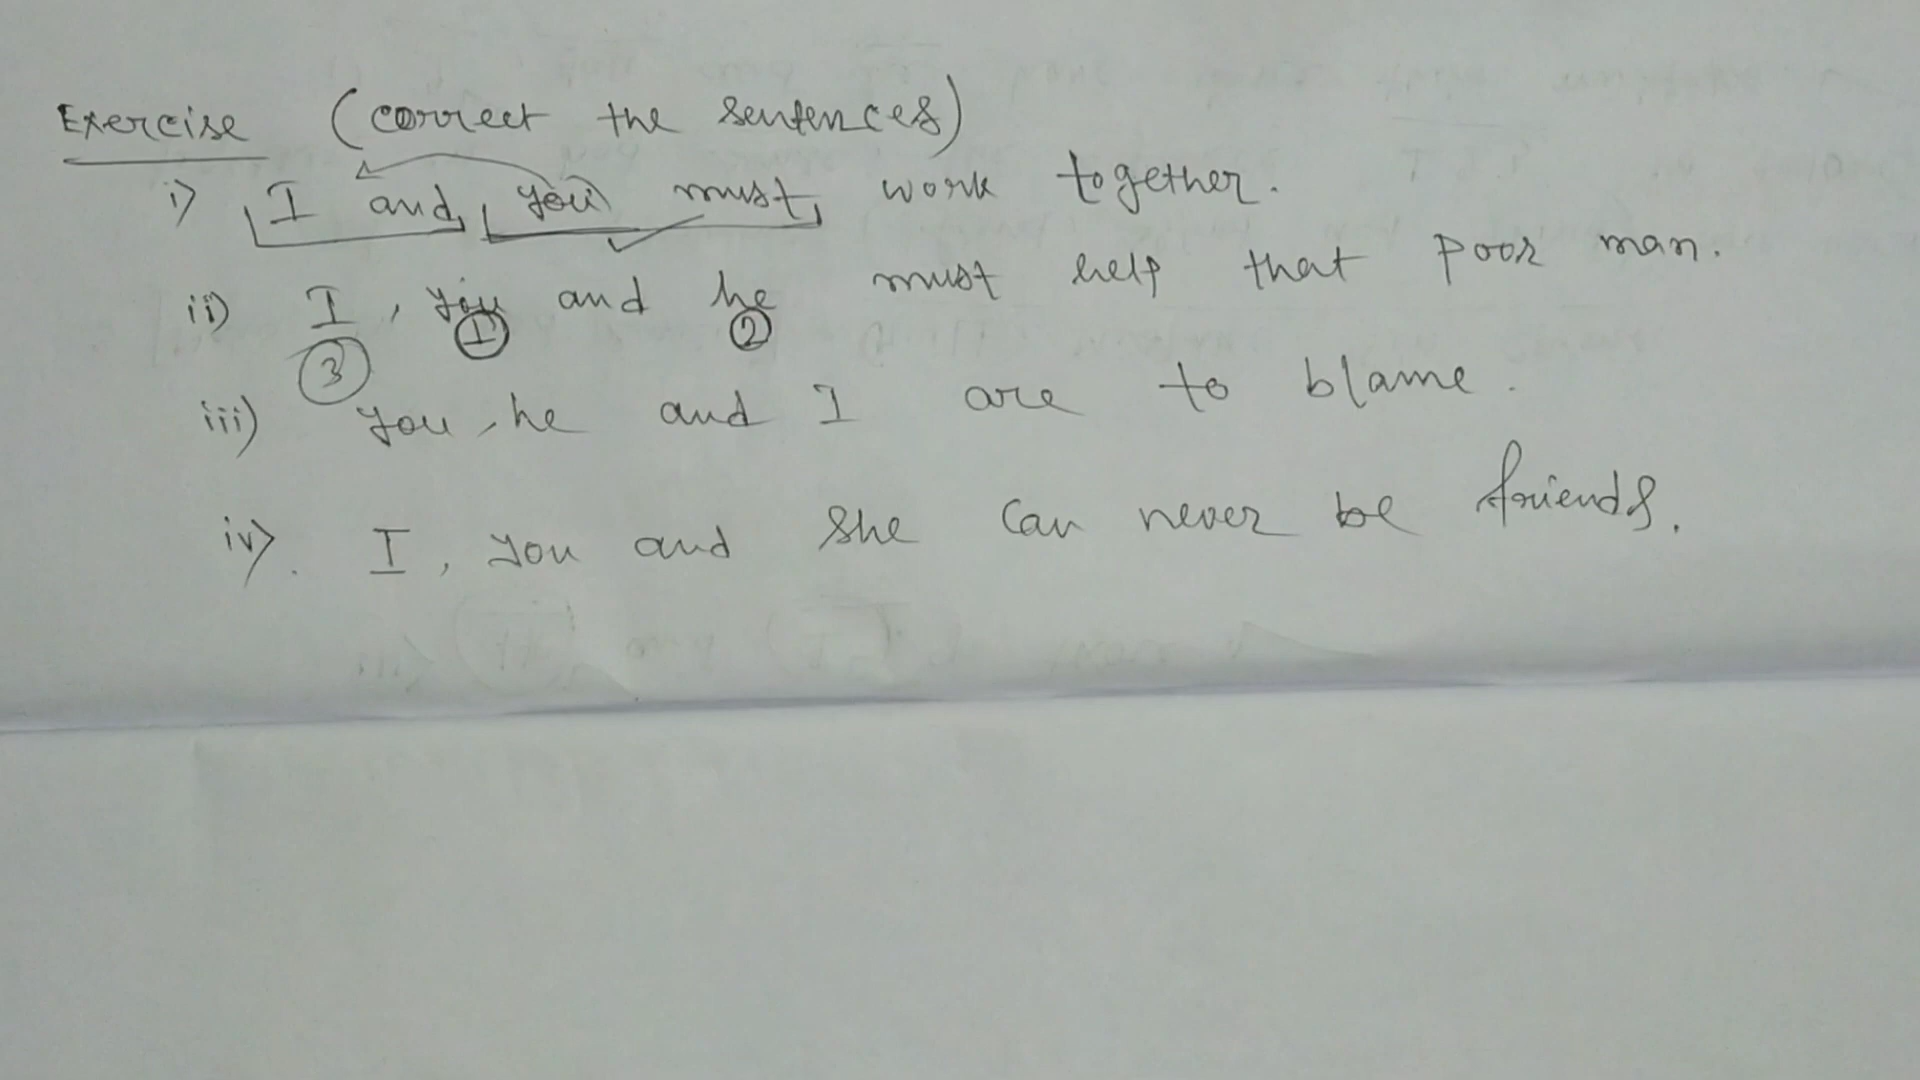 Exercise (correct the sentences)
i) I and you must work together.
ii) I, you and he must help that poor man.
3 1 2
iii) You, he and I are to blame.
iv). I, you and she can never be friends.